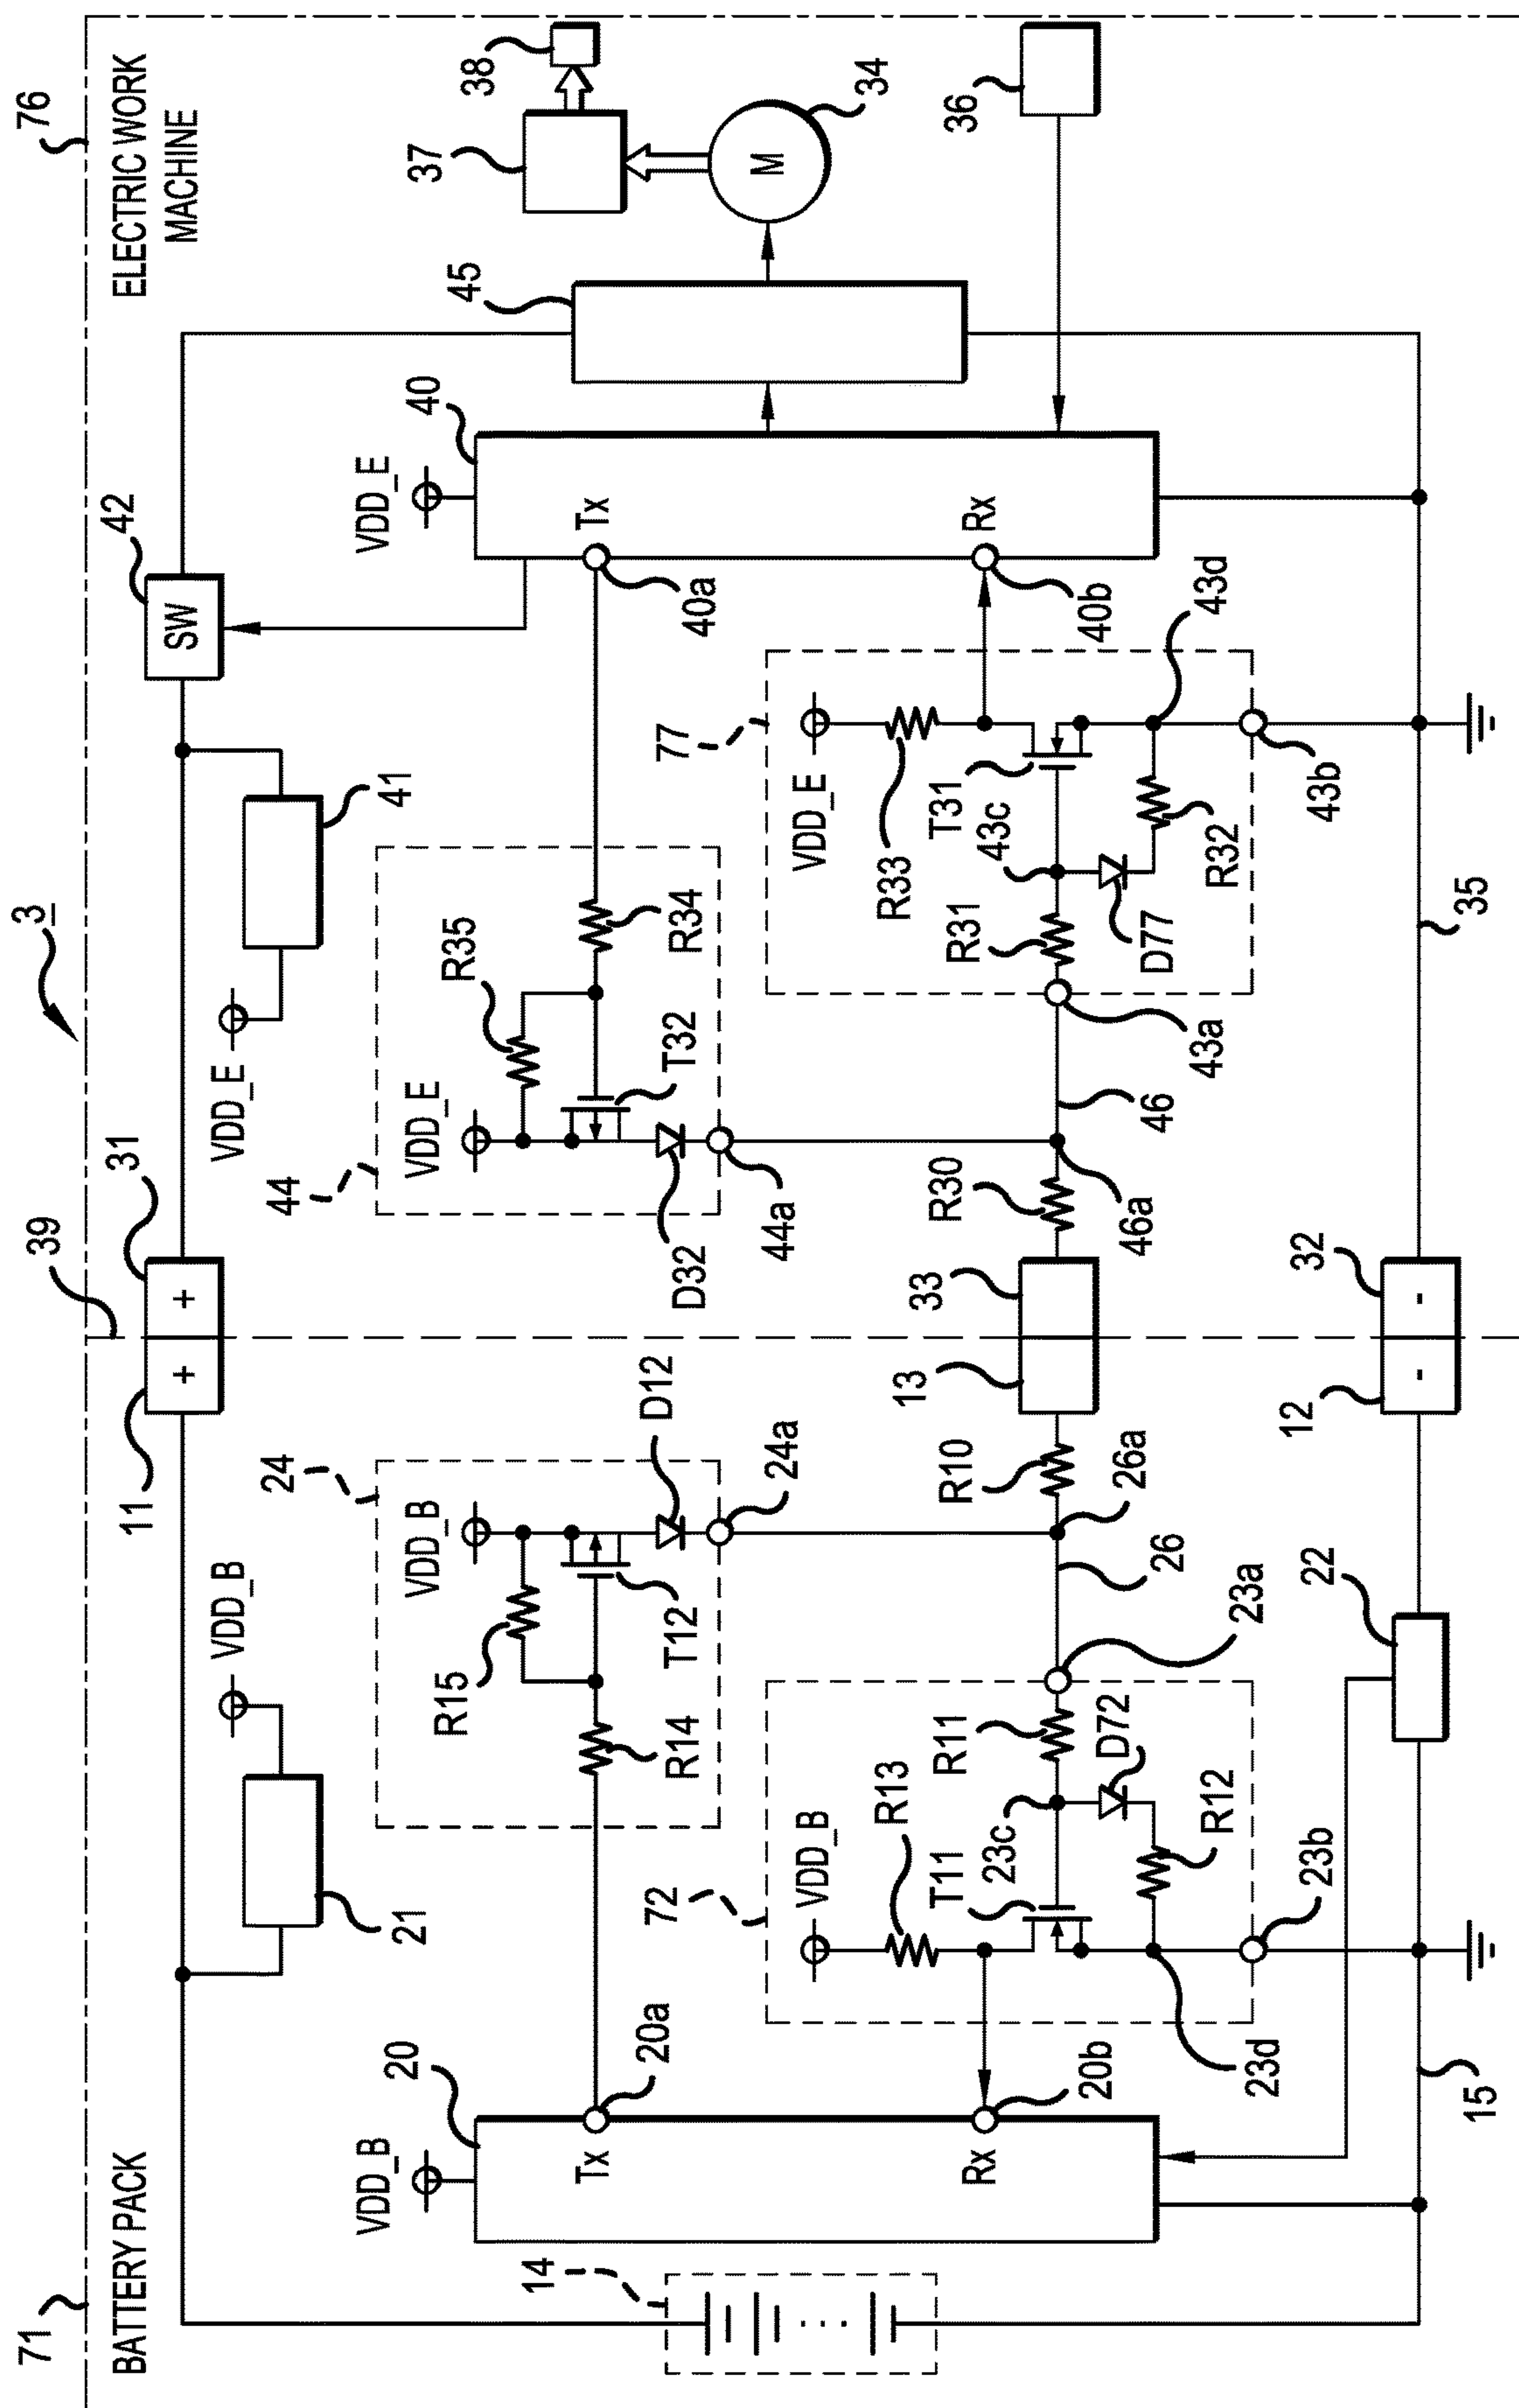 3
71
BATTERY PACK
76
ELECTRIC WORK
MACHINE
11
39
31
+
+
42
SW
21
VDD_B
VDD_E
41
24
VDD_B
R15
R14
T12
D12
24a
44
VDD_E
R35
R34
T32
D32
44a
20
VDD_B
Tx
20a
Rx
20b
14
40
VDD_E
Tx
40a
Rx
40b
45
37
38
M
34
36
72
VDD_B
R13
T11
23c
R11
D72
R12
23a
23b
23d
26
26a
R10
13
33
R30
46a
46
77
VDD_E
R33
T31
43c
R31
D77
R32
43a
43b
43d
15
22
12
-
-
32
35